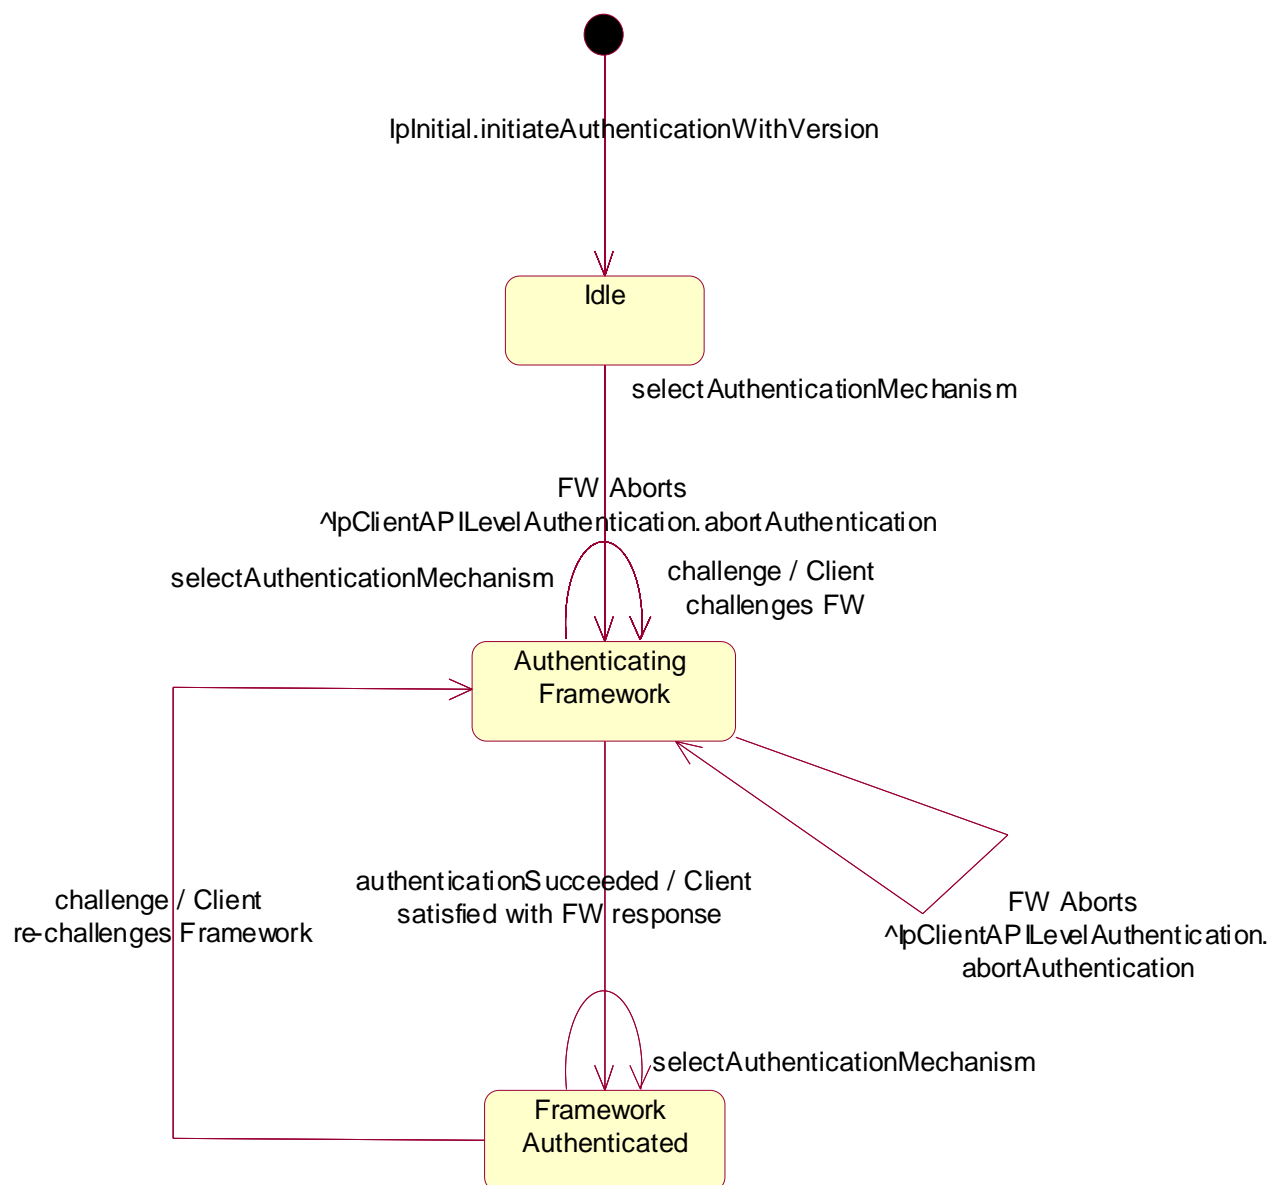 IpInitial.initiateAuthenticationWithVersion
Idle
selectAuthenticationMechanism
FW Aborts
^IpClientAPILevelAuthentication.abortAuthentication
selectAuthenticationMechanism
challenge / Client
challenges FW
Authenticating
Framework
authenticationSucceeded / Client
satisfied with FW response
challenge / Client
re-challenges Framework
FW Aborts
^IpClientAPILevelAuthentication.
abortAuthentication
selectAuthenticationMechanism
Framework
Authenticated